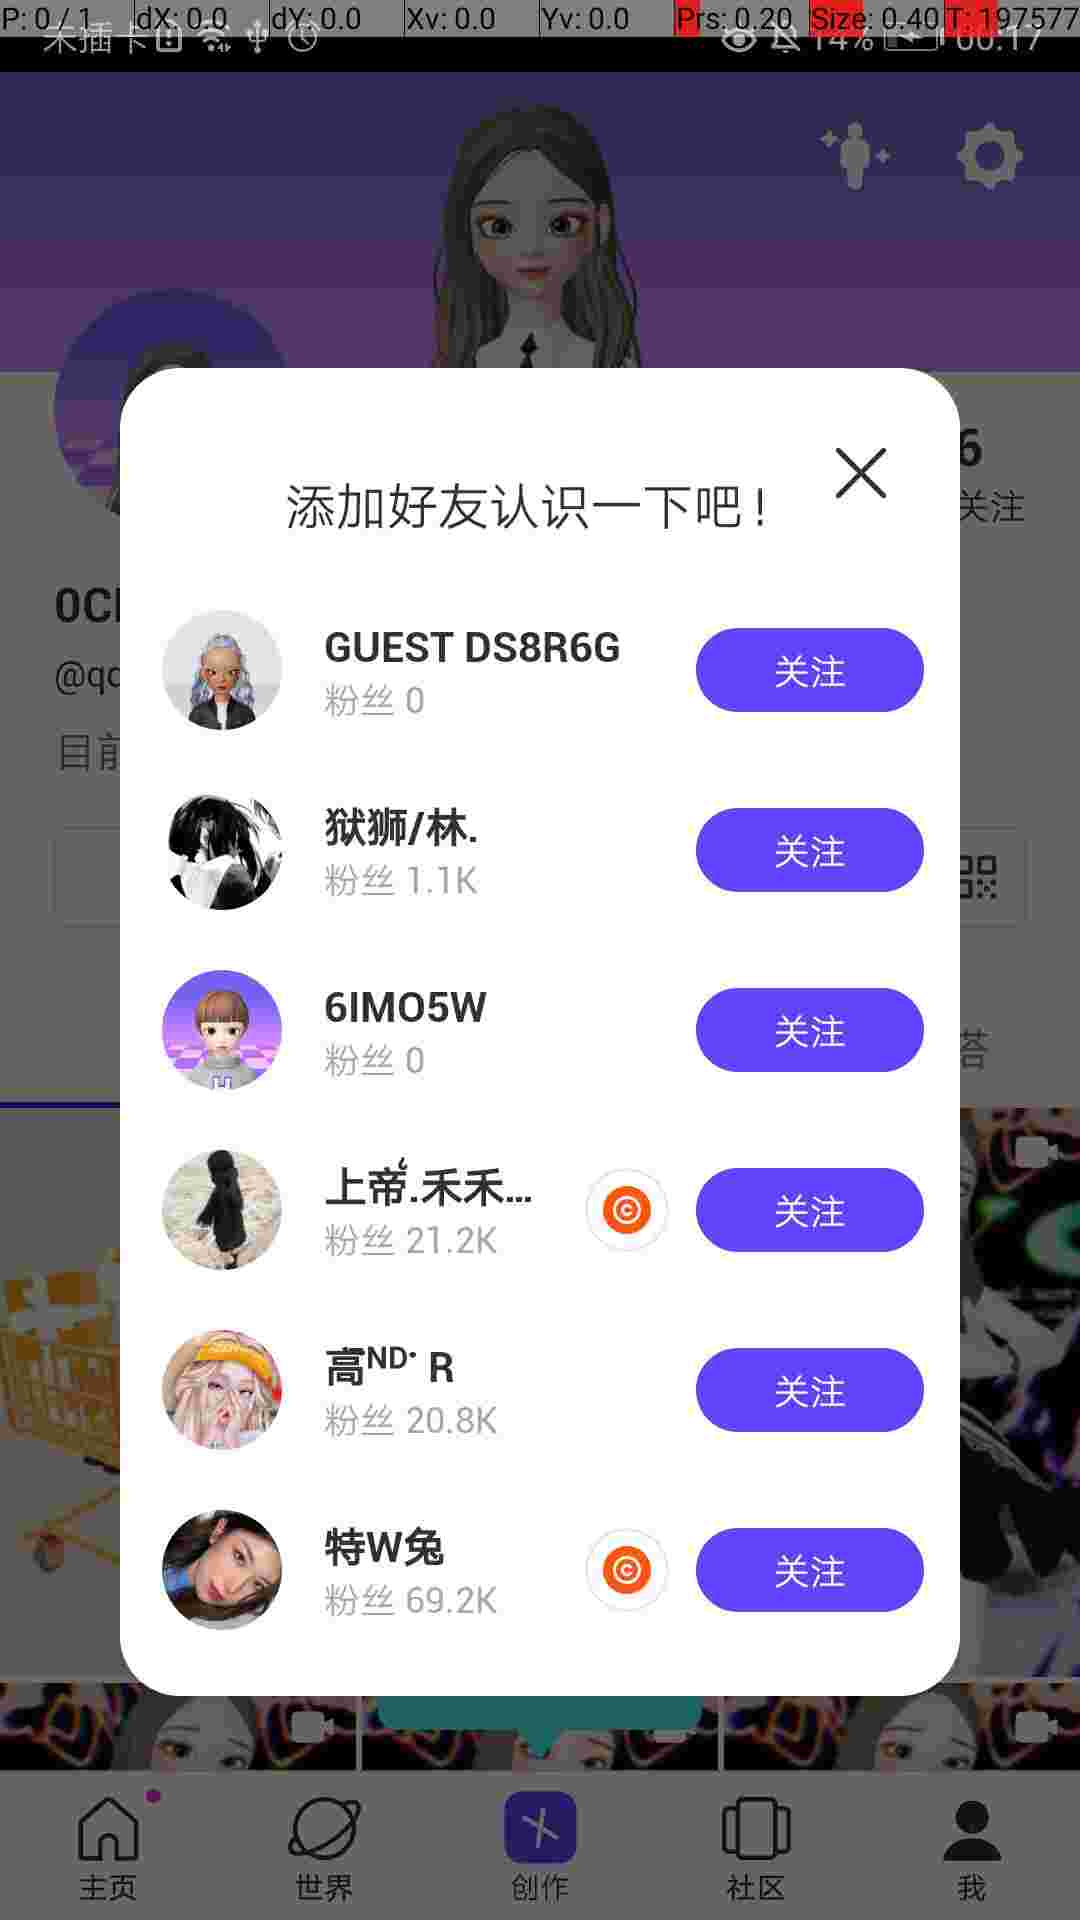 P: 0 / 1 dX: 0.0 dY: 0.0 Xv: 0.0 Yv: 0.0 Prs: 0.20 Size: 0.40 T: 197577
未插卡 14% 00:17
6
添加好友认识一下吧！
关注
0C
@qc
目前
GUEST DS8R6G
粉丝 0
关注
狱狮/林.
粉丝 1.1K
关注
6IMO5W
粉丝 0
关注
答
上帝.禾禾...
粉丝 21.2K
关注
高ᴺᴰ· R
粉丝 20.8K
关注
特W兔
粉丝 69.2K
关注
主页 世界 创作 社区 我